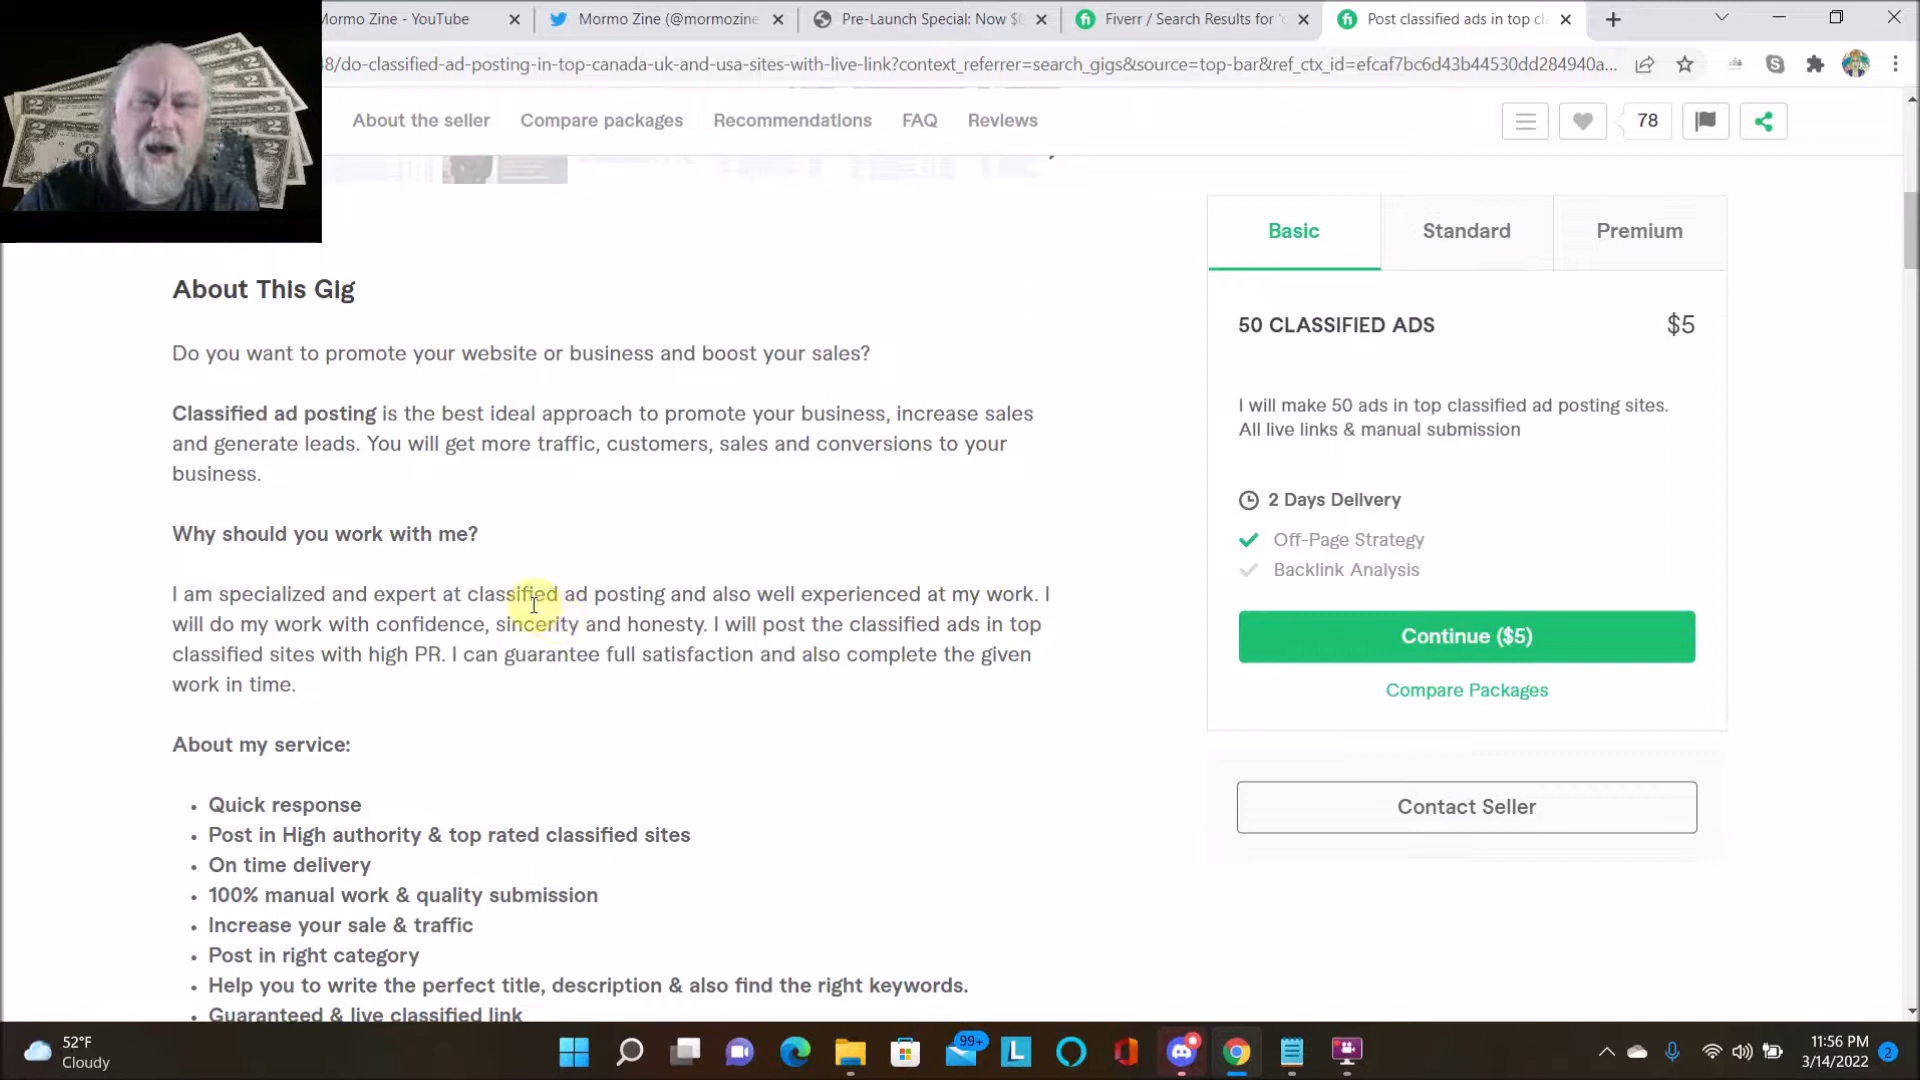 Mormo Zine - YouTube
Mormo Zine (@mormozine
Pre-Launch Special: Now $
Fiverr / Search Results for
Post classified ads in top cl
8/do-classified-ad-posting-in-top-canada-uk-and-usa-sites-with-live-link?context_referrer=search_gigs&source=top-bar&ref_ctx_id=efcaf7bc6d43b44530dd284940a...
About the seller
Compare packages
Recommendations
FAQ
Reviews
78
Basic
Standard
Premium
About This Gig
50 CLASSIFIED ADS
$5
Do you want to promote your website or business and boost your sales?
I will make 50 ads in top classified ad posting sites.
All live links & manual submission
Classified ad posting is the best ideal approach to promote your business, increase sales
and generate leads. You will get more traffic, customers, sales and conversions to your
business.
2 Days Delivery
Off-Page Strategy
Backlink Analysis
Why should you work with me?
I am specialized and expert at classified ad posting and also well experienced at my work. I
will do my work with confidence, sincerity and honesty. I will post the classified ads in top
classified sites with high PR. I can guarantee full satisfaction and also complete the given
work in time.
Continue ($5)
Compare Packages
About my service:
Contact Seller
Quick response
Post in High authority & top rated classified sites
On time delivery
100% manual work & quality submission
Increase your sale & traffic
Post in right category
Help you to write the perfect title, description & also find the right keywords.
Guaranteed & live classified link
52°F
Cloudy
99+
L
11:56 PM
3/14/2022
2